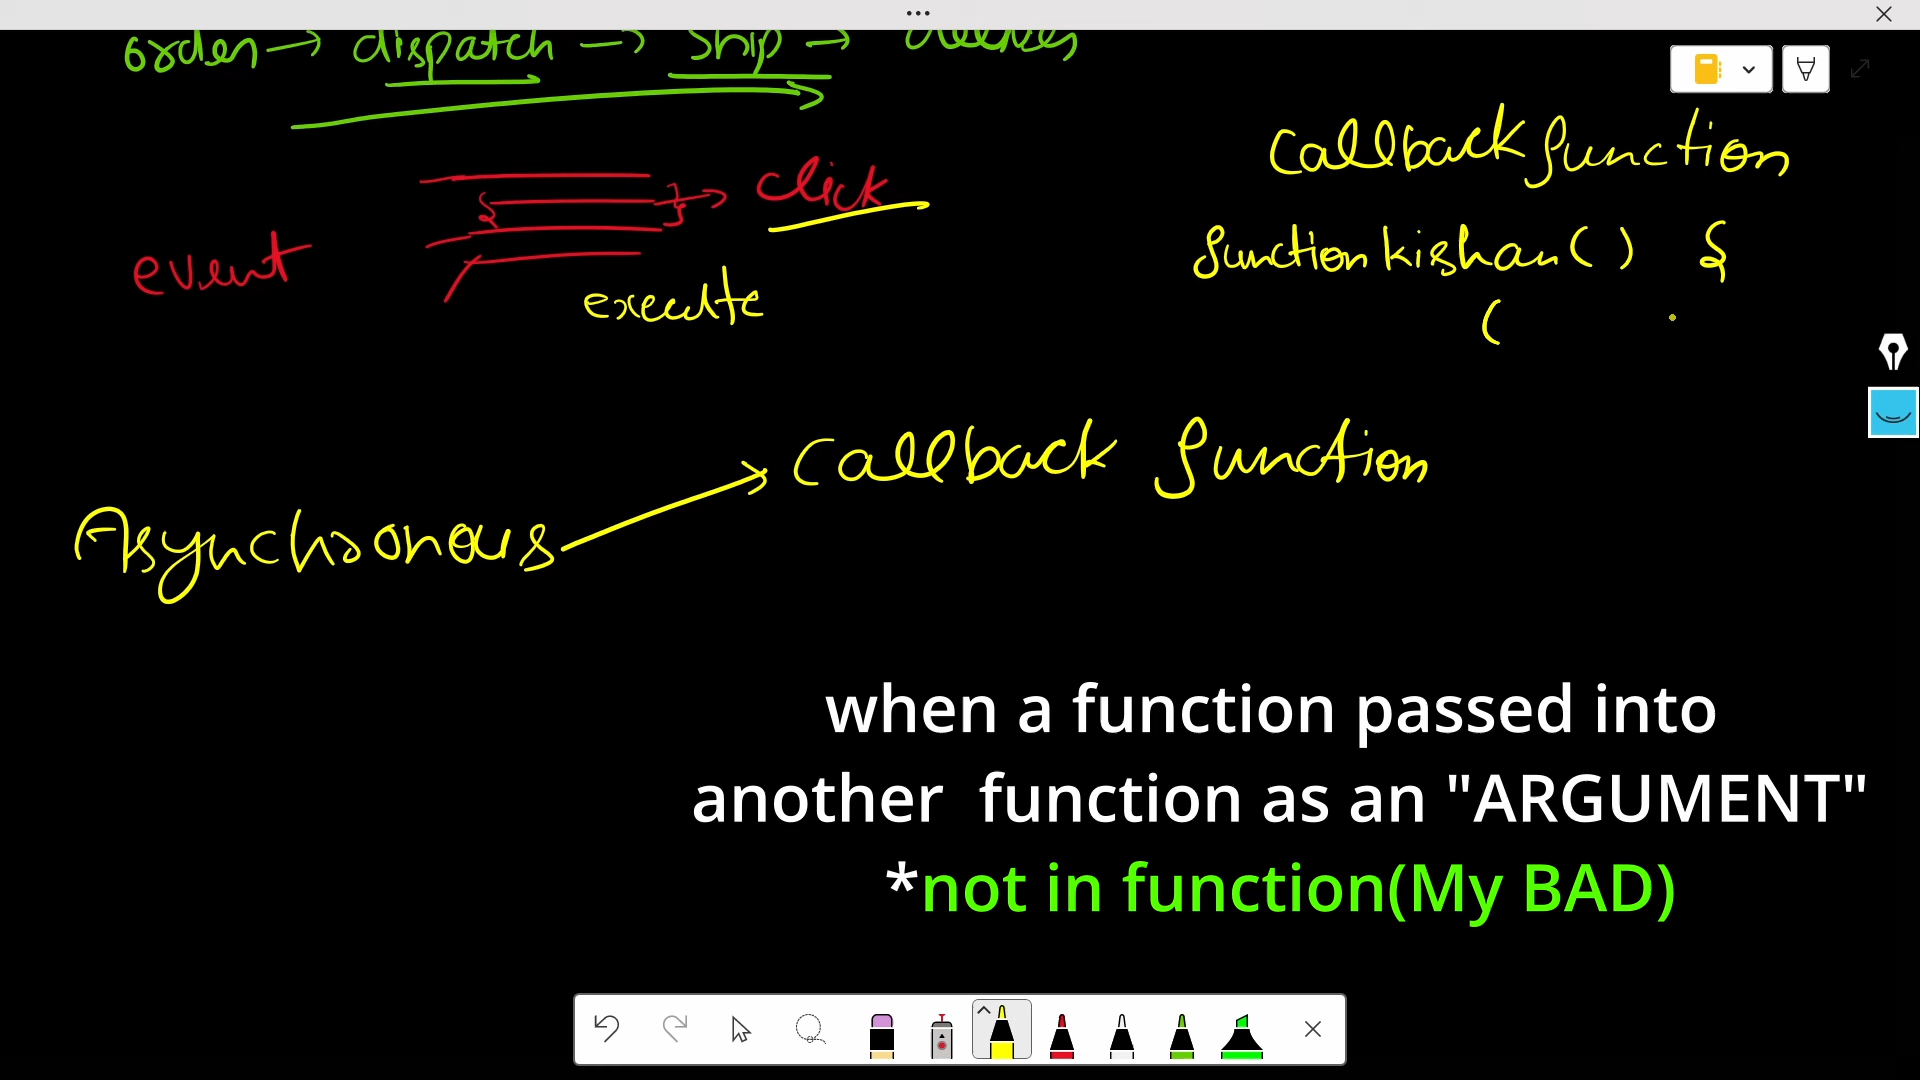 order → dispatch → ship →
callback function
click
function kishan ( ) {
event
execute
(
callback function
Asynchronous
when a function passed into
another function as an "ARGUMENT"
*not in function(My BAD)